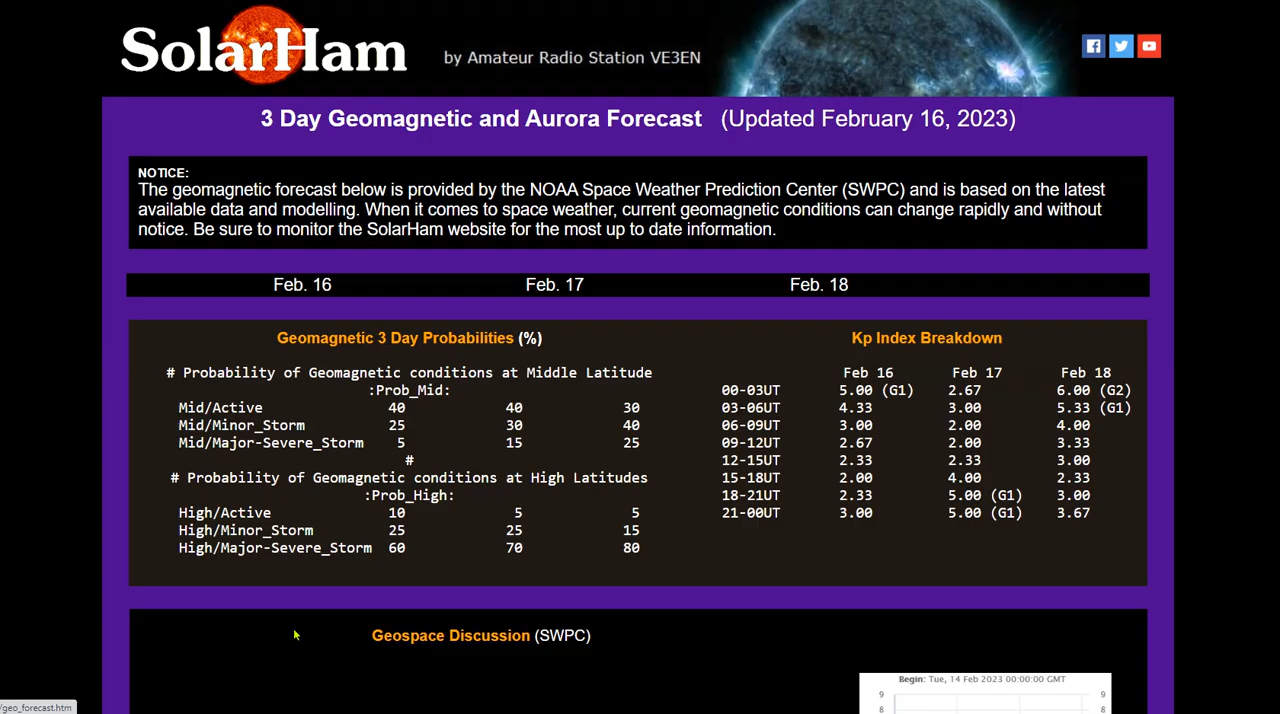 SolarHam by Amateur Radio Station VE3EN
3 Day Geomagnetic and Aurora Forecast (Updated February 16, 2023)
NOTICE:
The geomagnetic forecast below is provided by the NOAA Space Weather Prediction Center (SWPC) and is based on the latest
available data and modelling. When it comes to space weather, current geomagnetic conditions can change rapidly and without
notice. Be sure to monitor the SolarHam website for the most up to date information.
Feb. 16 Feb. 17 Feb. 18
Geomagnetic 3 Day Probabilities (%)
# Probability of Geomagnetic conditions at Middle Latitude
:Prob_Mid:
Mid/Active 40 40 30
Mid/Minor_Storm 25 30 40
Mid/Major-Severe_Storm 5 15 25
#
# Probability of Geomagnetic conditions at High Latitudes
:Prob_High:
High/Active 10 5 5
High/Minor_Storm 25 25 15
High/Major-Severe_Storm 60 70 80
Kp Index Breakdown
Feb 16 Feb 17 Feb 18
00-03UT 5.00 (G1) 2.67 6.00 (G2)
03-06UT 4.33 3.00 5.33 (G1)
06-09UT 3.00 2.00 4.00
09-12UT 2.67 2.00 3.33
12-15UT 2.33 2.33 3.00
15-18UT 2.00 4.00 2.33
18-21UT 2.33 5.00 (G1) 3.00
21-00UT 3.00 5.00 (G1) 3.67
Geospace Discussion (SWPC)
Begin: Tue, 14 Feb 2023 00:00:00 GMT
9 9
8 8
/geo_forecast.htm